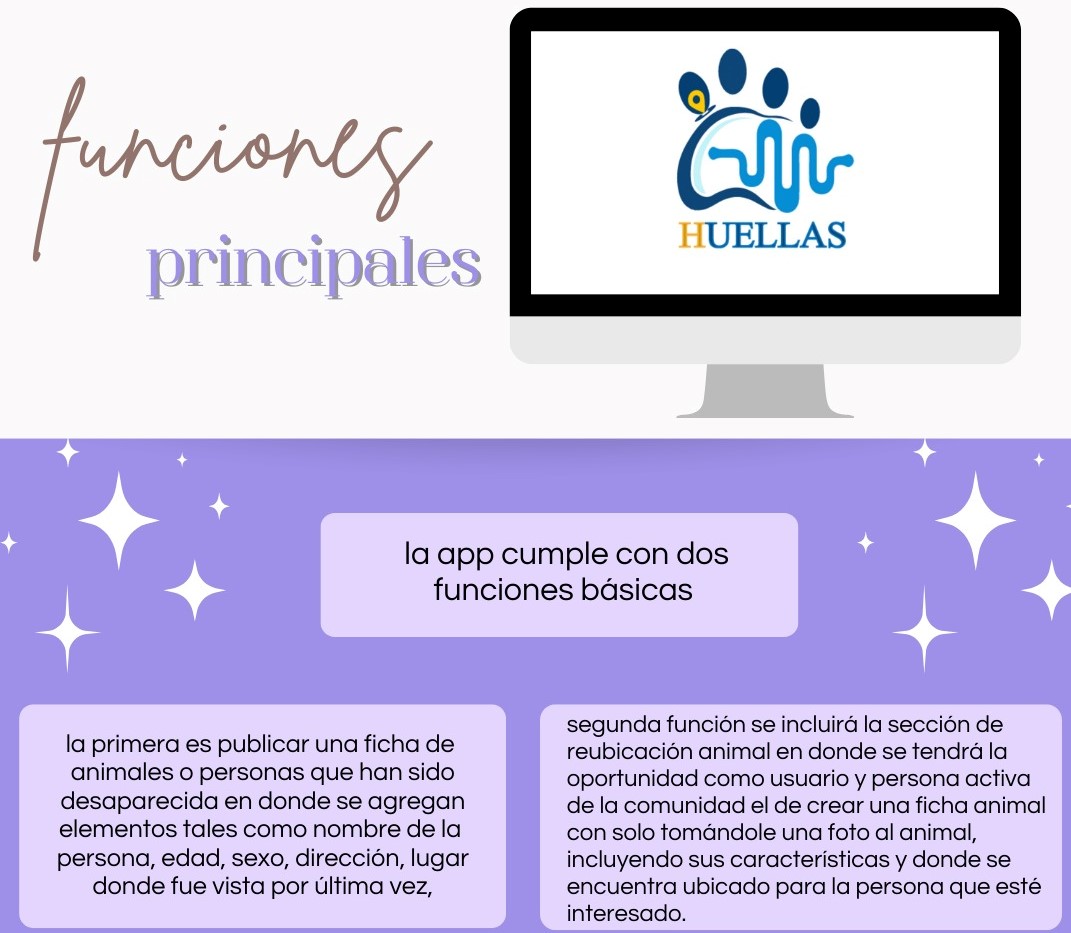 funciones
principales
HUELLAS
la app cumple con dos
funciones básicas
la primera es publicar una ficha de
animales o personas que han sido
desaparecida en donde se agregan
elementos tales como nombre de la
persona, edad, sexo, dirección, lugar
donde fue vista por última vez,
segunda función se incluirá la sección de
reubicación animal en donde se tendrá la
oportunidad como usuario y persona activa
de la comunidad el de crear una ficha animal
con solo tomándole una foto al animal,
incluyendo sus características y donde se
encuentra ubicado para la persona que esté
interesado.